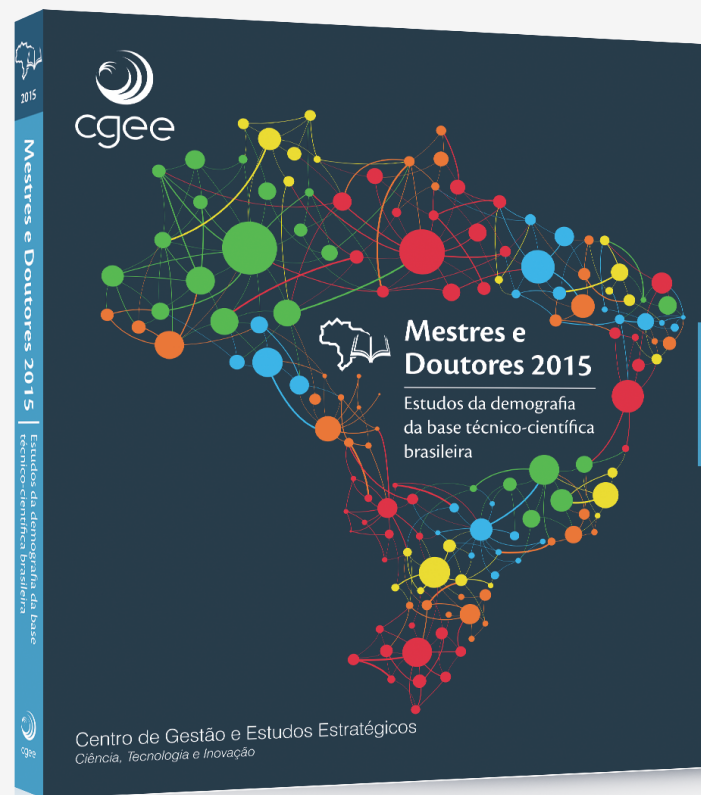 2015
Mestres e Doutores 2015
Estudos da demografia da base
técnico-científica brasileira
cgee
cgee
Mestres e
Doutores 2015
Estudos da demografia
da base técnico-científica
brasileira
Centro de Gestão e Estudos Estratégicos
Ciência, Tecnologia e Inovação